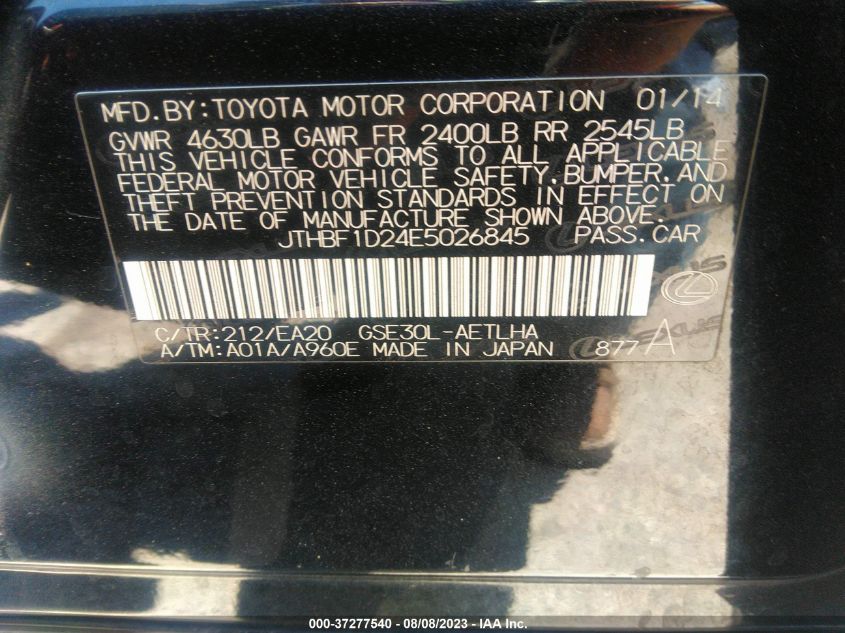 MFD.BY:TOYOTA MOTOR CORPORATION 01/14
GVWR 4630LB GAWR FR 2400LB RR 2545LB
THIS VEHICLE CONFORMS TO ALL APPLICABLE
FEDERAL MOTOR VEHICLE SAFETY,BUMPER,AND
THEFT PREVENTION STANDARDS IN EFFECT ON
THE DATE OF MANUFACTURE SHOWN ABOVE.
JTHBF1D24E5026845 PASS.CAR
C/TR:212/EA20 GSE30L-AETLHA
A/TM:A01A/A960E MADE IN JAPAN 877 A
LEXUS
000-37277540 - 08/08/2023 - IAA Inc.